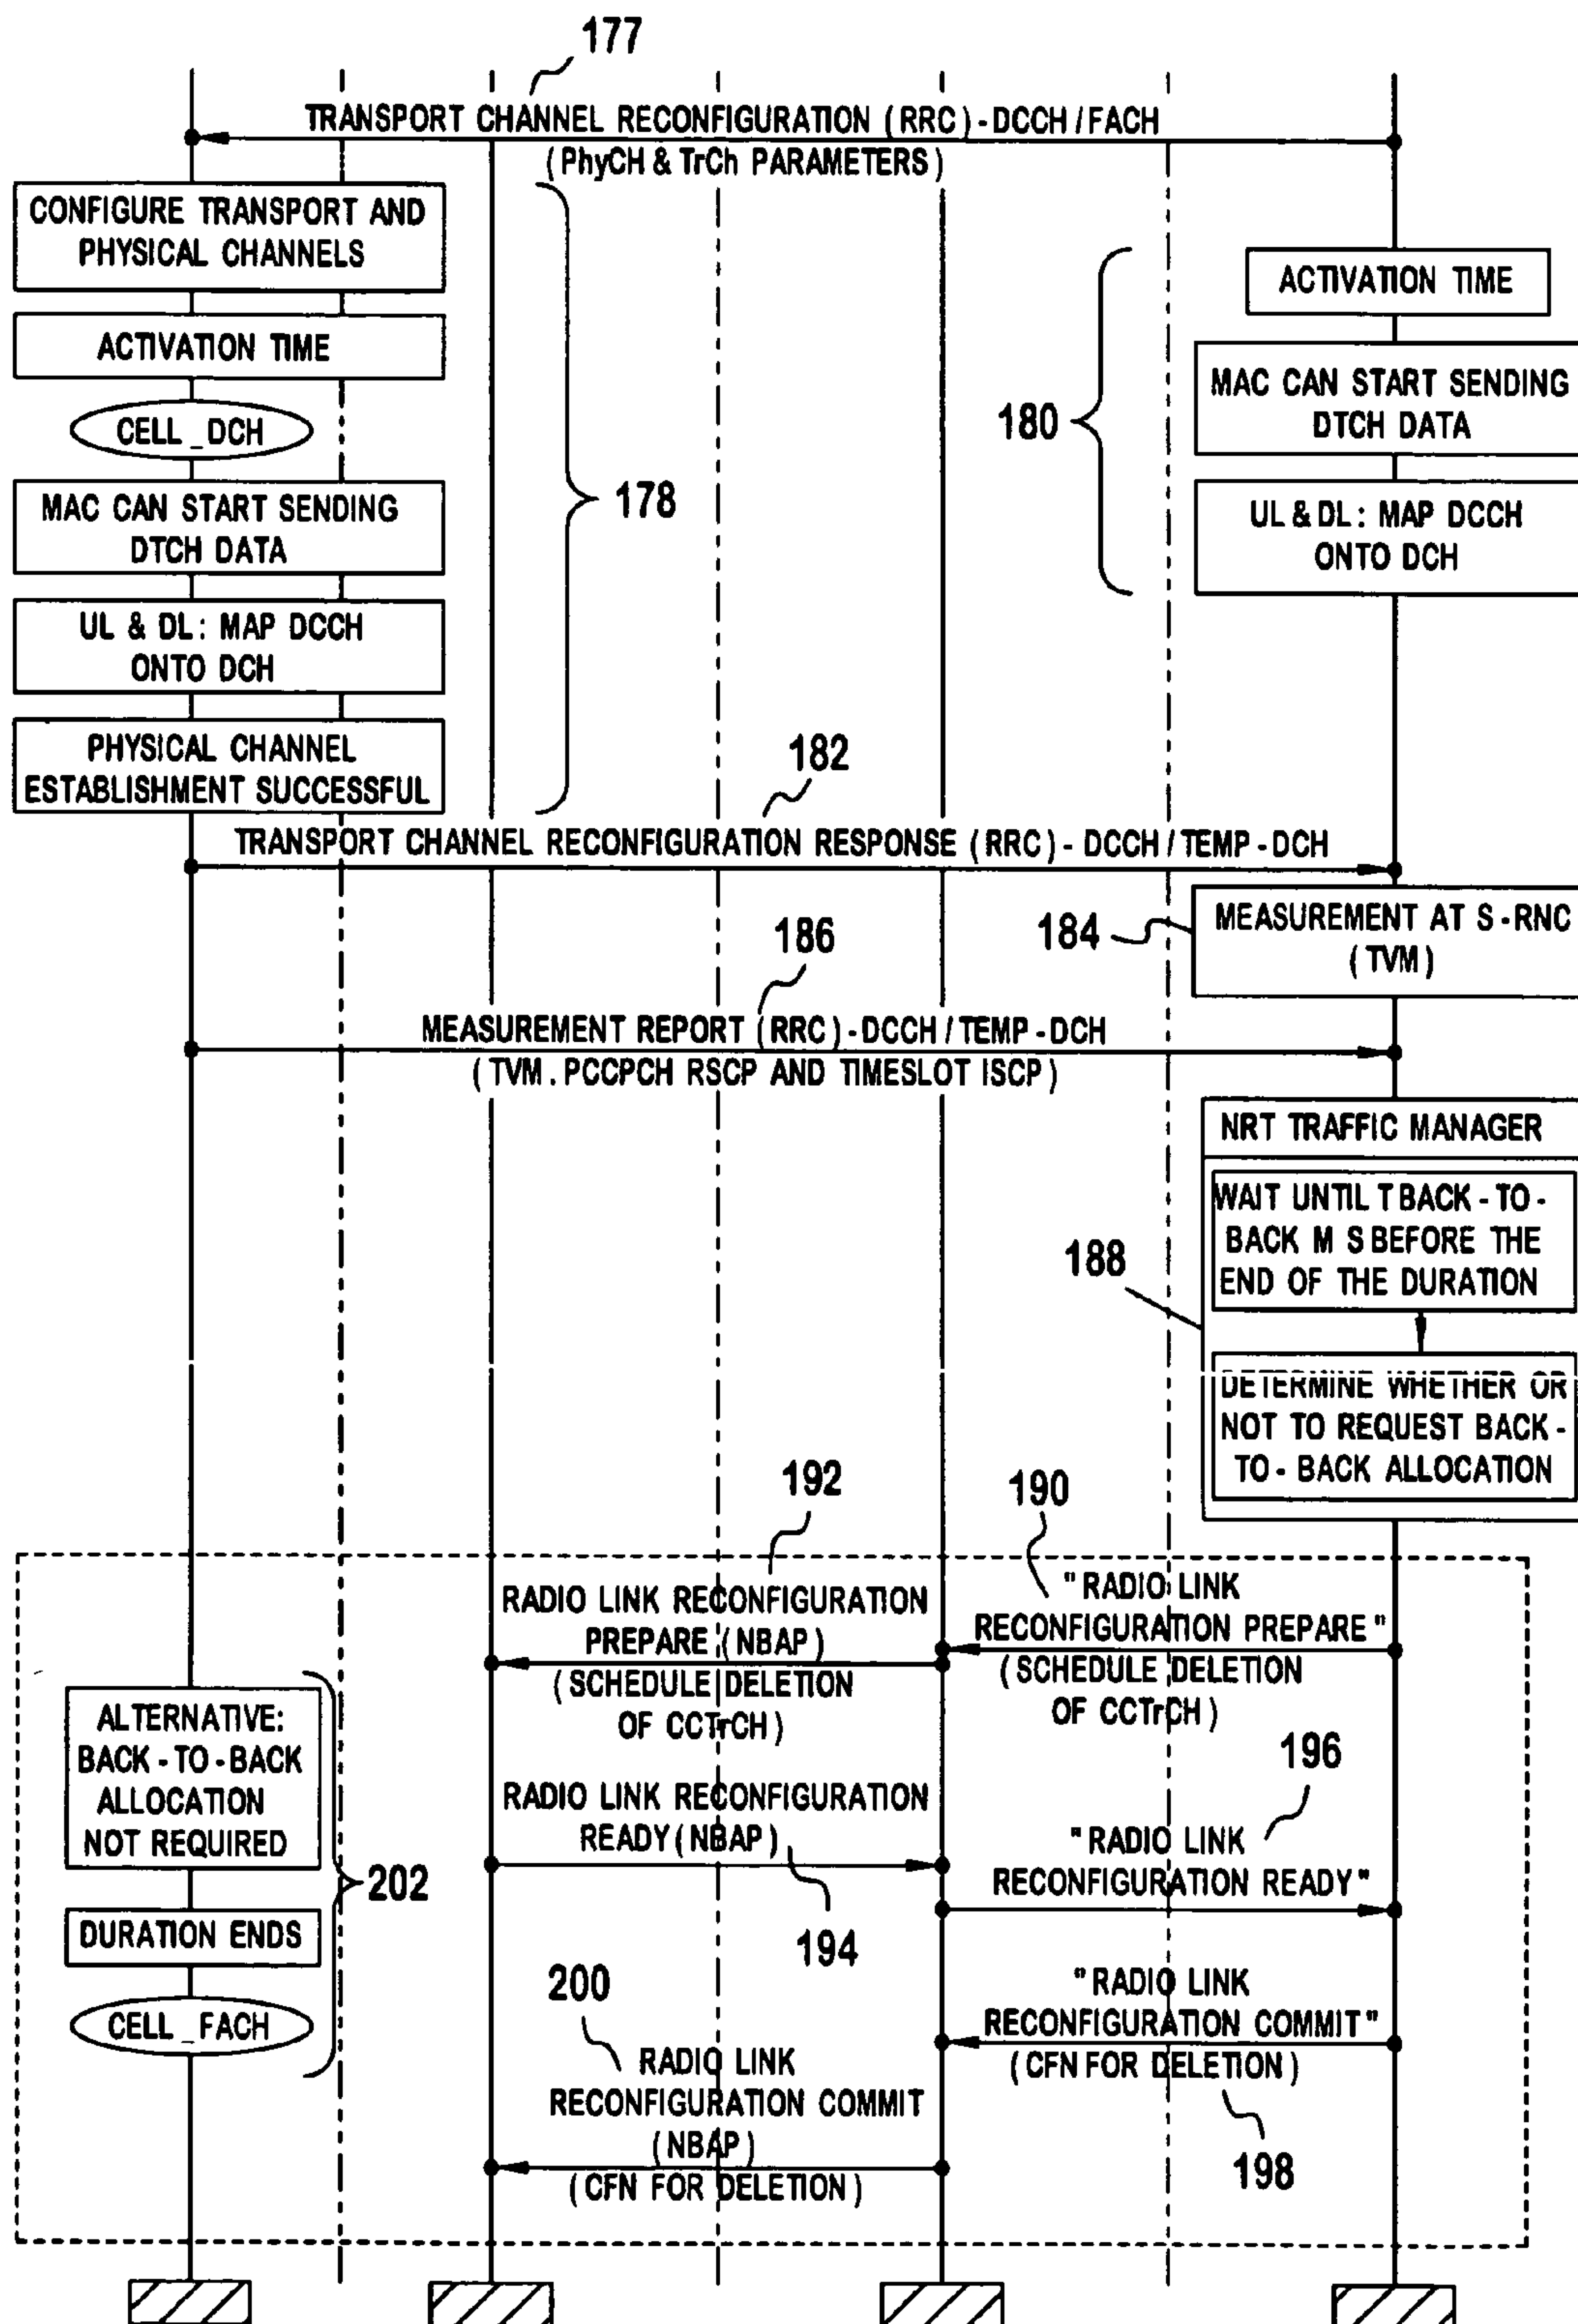 177
TRANSPORT CHANNEL RECONFIGURATION (RRC)-DCCH/FACH
(PhyCH & TrCh PARAMETERS)
CONFIGURE TRANSPORT AND
PHYSICAL CHANNELS
ACTIVATION TIME
CELL_DCH
MAC CAN START SENDING
DTCH DATA
UL & DL: MAP DCCH
ONTO DCH
PHYSICAL CHANNEL
ESTABLISHMENT SUCCESSFUL
178
180
ACTIVATION TIME
MAC CAN START SENDING
DTCH DATA
UL & DL: MAP DCCH
ONTO DCH
182
TRANSPORT CHANNEL RECONFIGURATION RESPONSE (RRC)-DCCH/TEMP-DCH
184
MEASUREMENT AT S-RNC
(TVM)
186
MEASUREMENT REPORT (RRC)-DCCH/TEMP-DCH
(TVM. PCCPCH RSCP AND TIMESLOT ISCP)
NRT TRAFFIC MANAGER
WAIT UNTIL T BACK-TO-
BACK M S BEFORE THE
END OF THE DURATION
188
DETERMINE WHETHER OR
NOT TO REQUEST BACK-
TO-BACK ALLOCATION
192
RADIO LINK RECONFIGURATION
PREPARE (NBAP)
(SCHEDULE DELETION
OF CCTrCH)
190
"RADIO LINK
RECONFIGURATION PREPARE"
(SCHEDULE DELETION
OF CCTrCH)
ALTERNATIVE:
BACK-TO-BACK
ALLOCATION
NOT REQUIRED
DURATION ENDS
CELL_FACH
202
RADIO LINK RECONFIGURATION
READY (NBAP)
194
196
"RADIO LINK
RECONFIGURATION READY"
"RADIO LINK
RECONFIGURATION COMMIT"
(CFN FOR DELETION)
198
200
RADIO LINK
RECONFIGURATION COMMIT
(NBAP)
(CFN FOR DELETION)